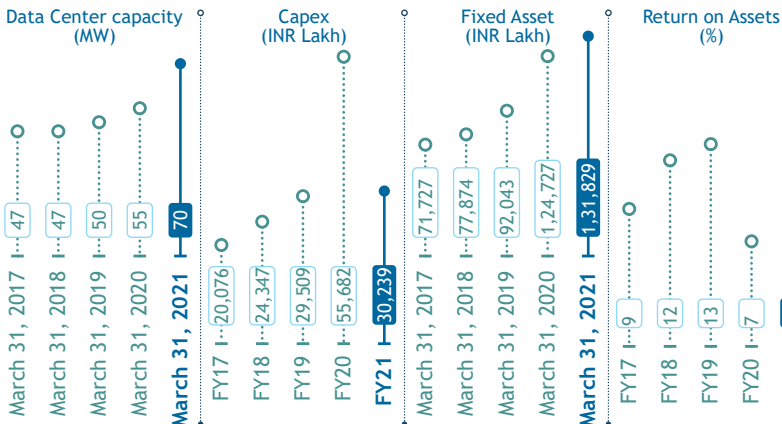 Data Center capacity
(MW)
47
47
50
55
70
March 31, 2017
March 31, 2018
March 31, 2019
March 31, 2020
March 31, 2021
Capex
(INR Lakh)
20,076
24,347
29,509
55,682
30,239
FY17
FY18
FY19
FY20
FY21
Fixed Asset
(INR Lakh)
71,727
77,874
92,043
1,24,727
1,31,829
March 31, 2017
March 31, 2018
March 31, 2019
March 31, 2020
March 31, 2021
Return on Assets
(%)
9
12
13
7
FY17
FY18
FY19
FY20